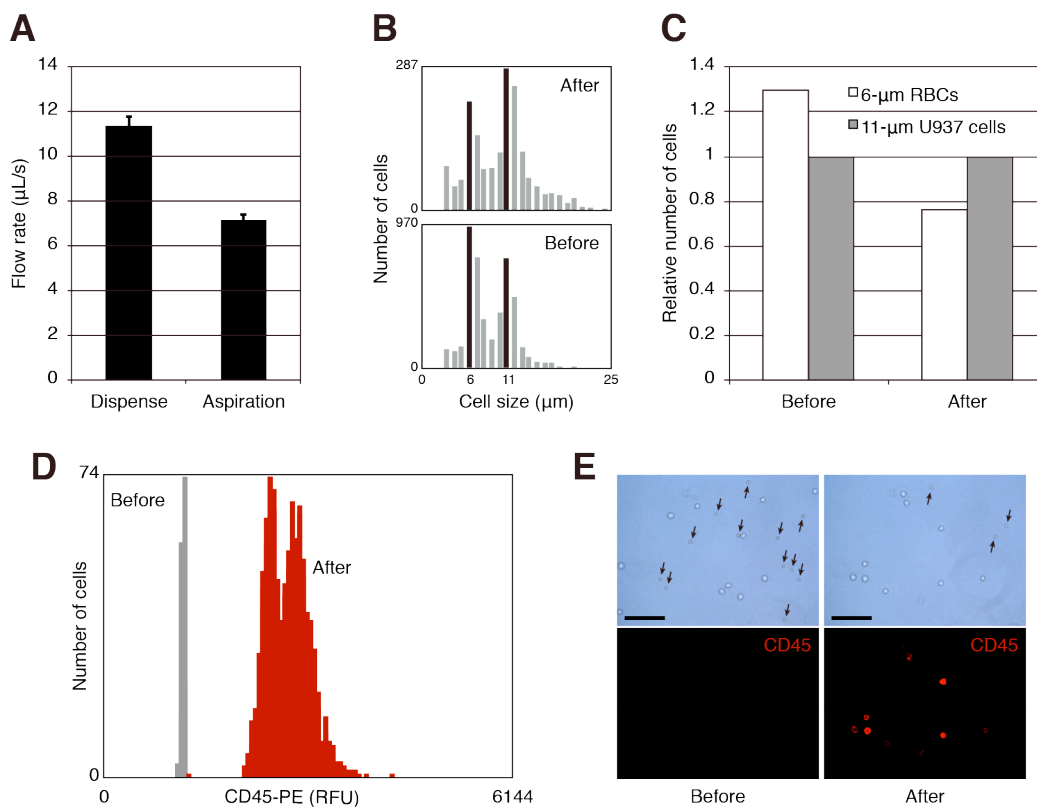 A
14
12
10
8
6
4
2
0
Flow rate (µL/s)
Dispense
Aspiration
B
287
After
0
970
Before
0
Number of cells
0
6
11
25
Cell size (µm)
C
1.4
1.2
1
0.8
0.6
0.4
0.2
0
Relative number of cells
6-µm RBCs
11-µm U937 cells
Before
After
D
74
Before
After
0
Number of cells
0
CD45-PE (RFU)
6144
E
CD45
CD45
Before
After